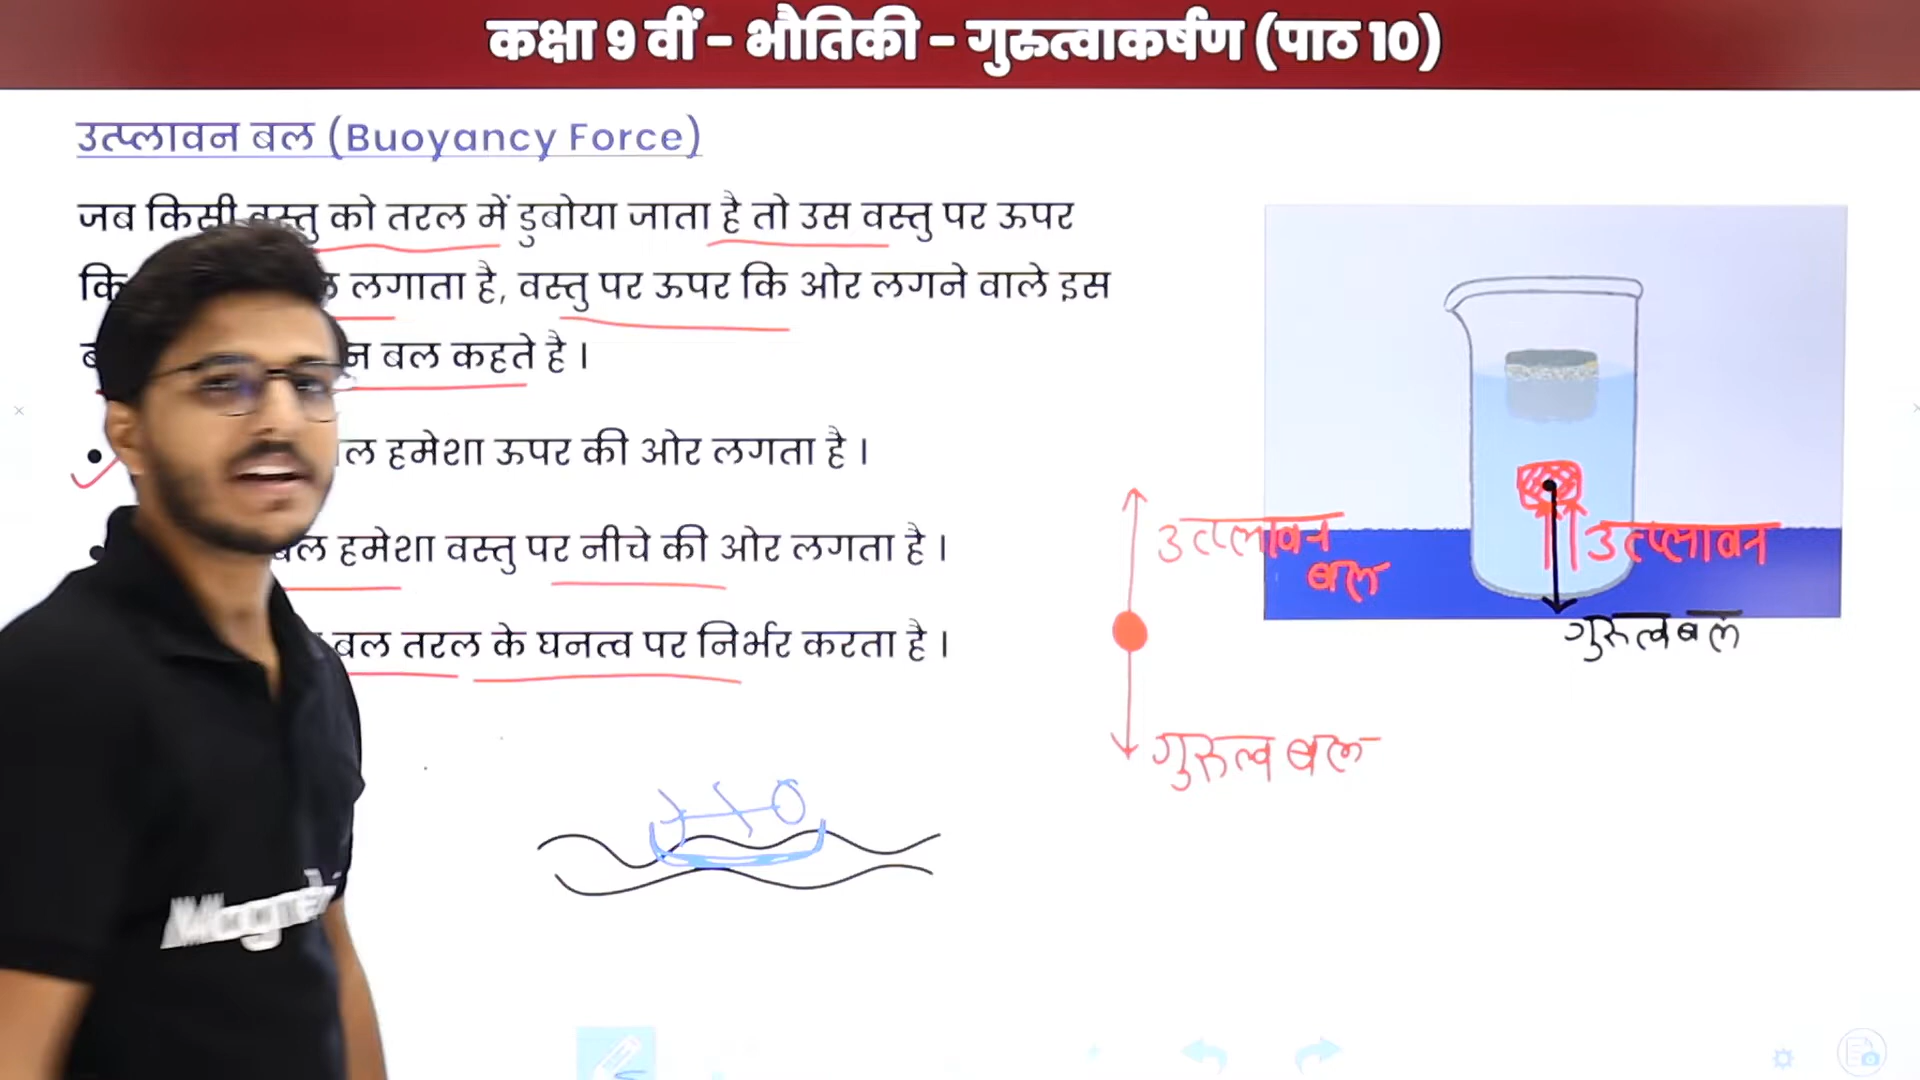 कक्षा 9 वीं - भौतिकी - गुरुत्वाकर्षण (पाठ 10)
उत्प्लावन बल (Buoyancy Force)
जब किसी वस्तु को तरल में डुबोया जाता है तो उस वस्तु पर ऊपर
कि लगाता है, वस्तु पर ऊपर कि ओर लगने वाले इस
बल कहते है ।
हमेशा ऊपर की ओर लगता है ।
बल हमेशा वस्तु पर नीचे की ओर लगता है ।
बल तरल के घनत्व पर निर्भर करता है ।
उत्प्लावन
बल
उत्प्लावन
गुरुत्व बल
गुरुत्व बल